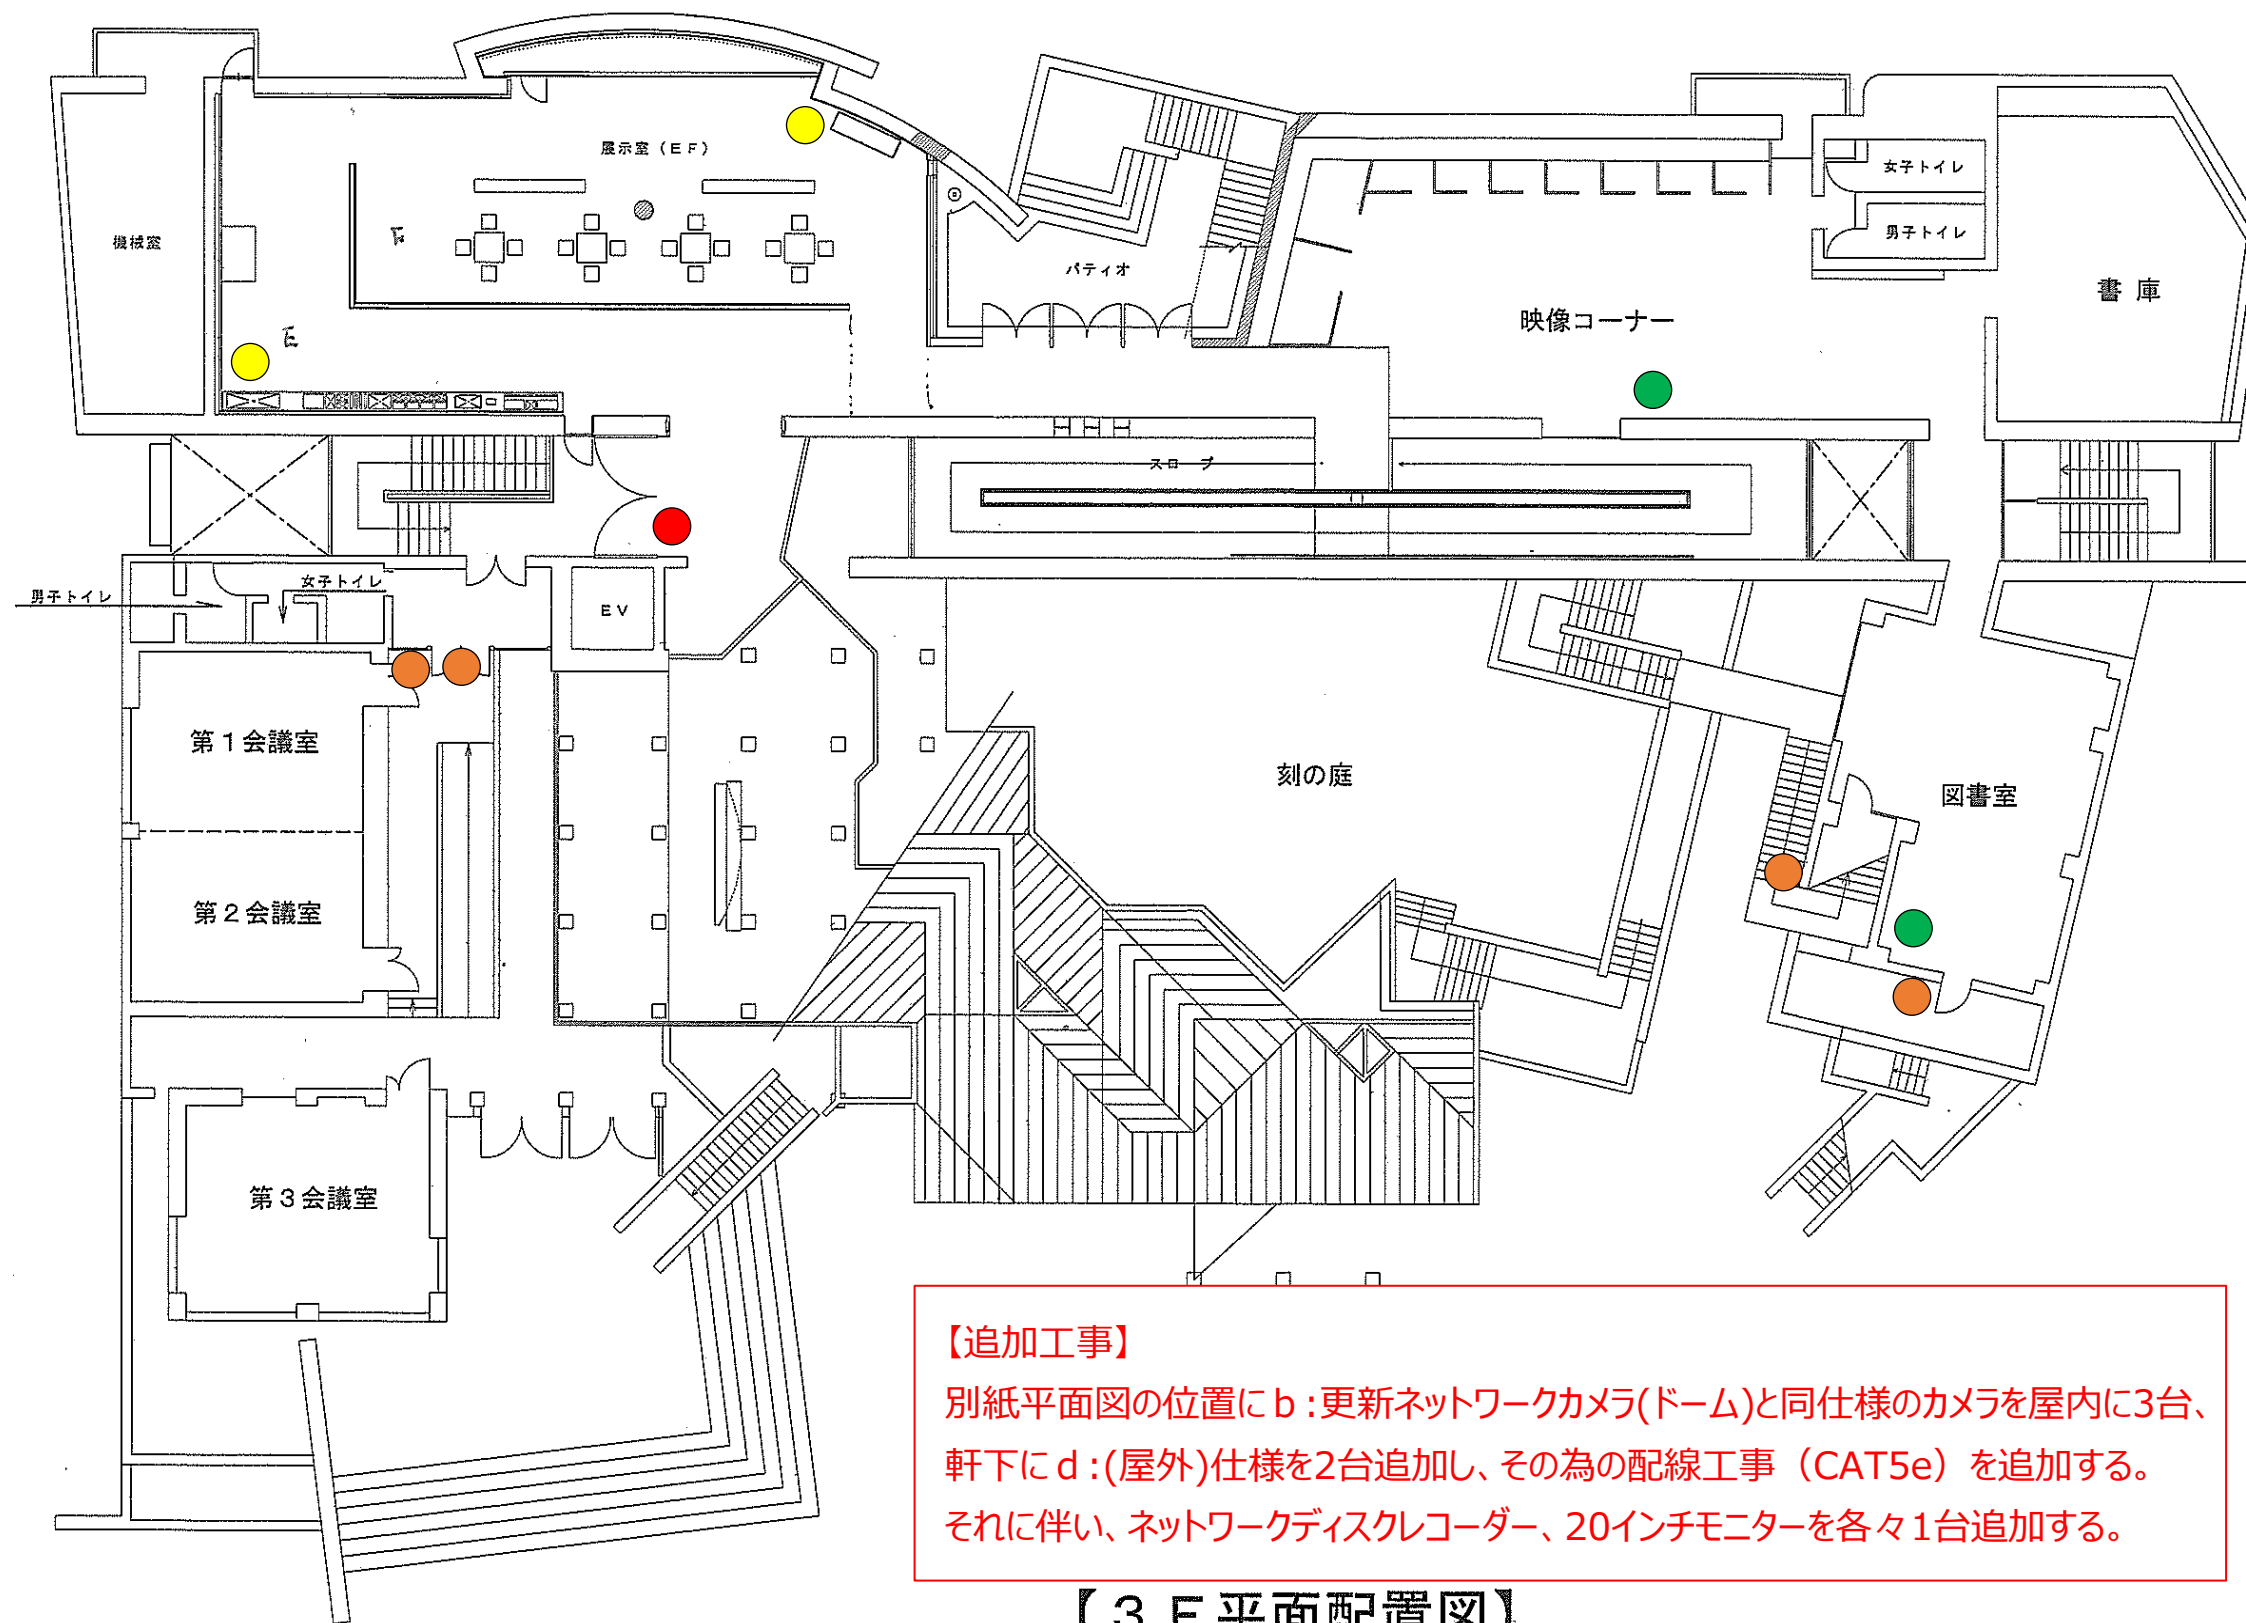 展示室（EF）
女子トイレ
機械室
男子トイレ
パティオ
書 庫
映像コーナー
スロープ
女子トイレ
男子トイレ
EV
第１会議室
刻の庭
図書室
第２会議室
第３会議室
【追加工事】
別紙平面図の位置にｂ:更新ネットワークカメラ(ドーム)と同仕様のカメラを屋内に3台、
軒下にｄ:(屋外)仕様を2台追加し、その為の配線工事（CAT5e）を追加する。
それに伴い、ネットワークディスクレコーダー、20インチモニターを各々1台追加する。
【３Ｆ平面配置図】